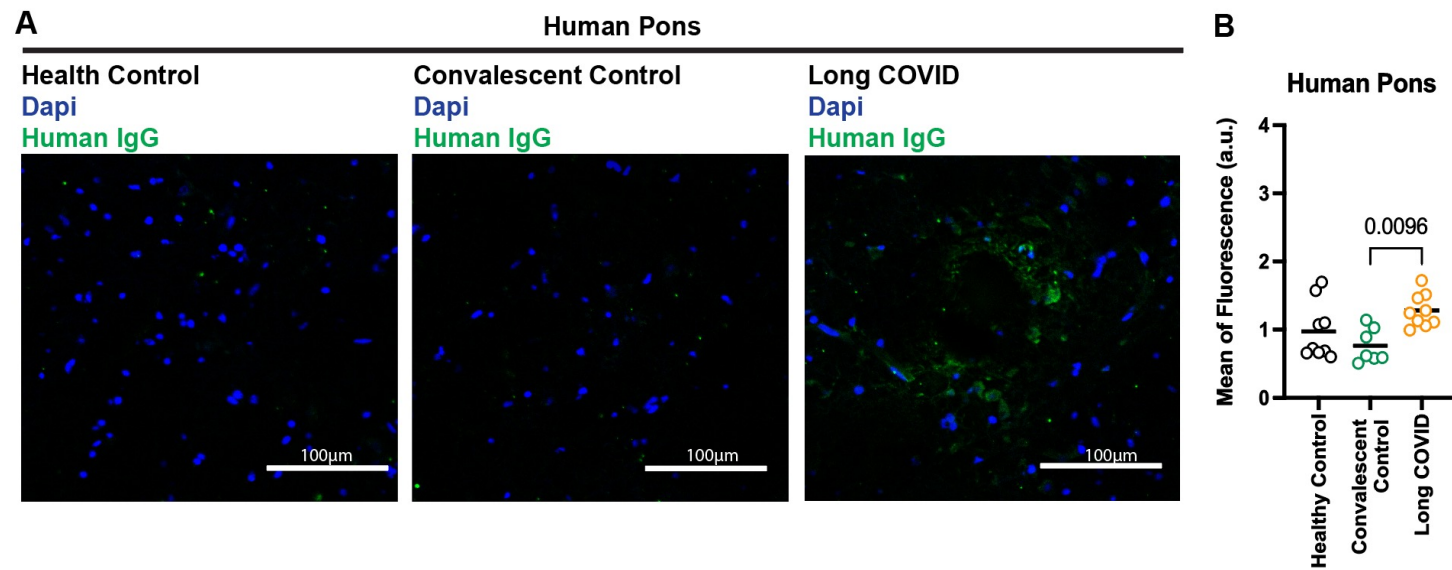 A
Human Pons
Health Control
Dapi
Human IgG
100µm
Convalescent Control
Dapi
Human IgG
100µm
Long COVID
Dapi
Human IgG
100µm
B
Human Pons
Mean of Fluorescence (a.u.)
4
3
2
1
0
0.0096
Healthy Control
Convalescent
Control
Long COVID